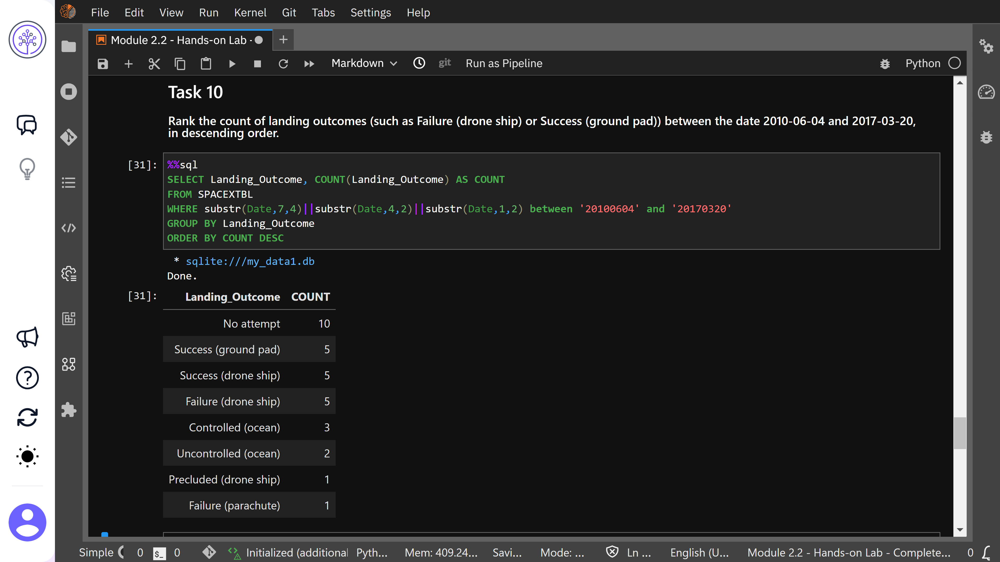 File Edit View Run Kernel Git Tabs Settings Help
Module 2.2 - Hands-on Lab -
Markdown git Run as Pipeline Python
Task 10
Rank the count of landing outcomes (such as Failure (drone ship) or Success (ground pad)) between the date 2010-06-04 and 2017-03-20,
in descending order.
[31]: %%sql
SELECT Landing_Outcome, COUNT(Landing_Outcome) AS COUNT
FROM SPACEXTBL
WHERE substr(Date,7,4)||substr(Date,4,2)||substr(Date,1,2) between '20100604' and '20170320'
GROUP BY Landing_Outcome
ORDER BY COUNT DESC
* sqlite:///my_data1.db
Done.
[31]: Landing_Outcome COUNT
No attempt 10
Success (ground pad) 5
Success (drone ship) 5
Failure (drone ship) 5
Controlled (ocean) 3
Uncontrolled (ocean) 2
Precluded (drone ship) 1
Failure (parachute) 1
Simple 0 $_ 0 Initialized (additional Pyth... Mem: 409.24... Savi... Mode: ... Ln ... English (U... Module 2.2 - Hands-on Lab - Complete... 0